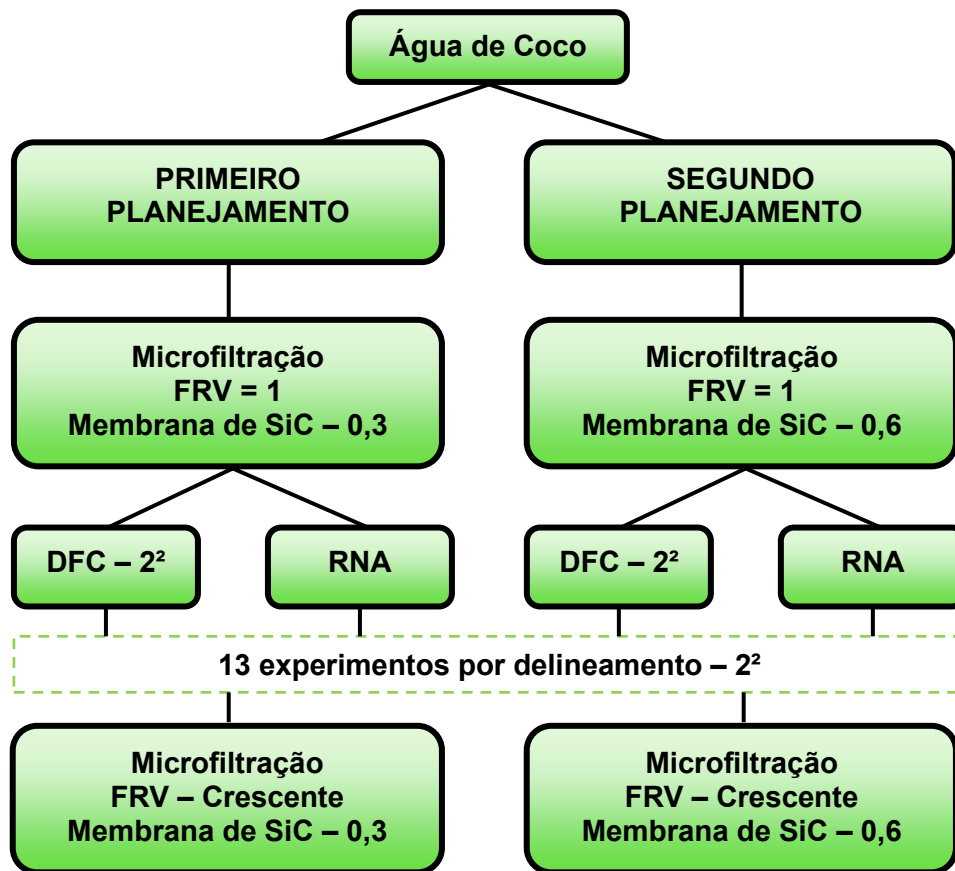 Água de Coco
PRIMEIRO
PLANEJAMENTO
SEGUNDO
PLANEJAMENTO
Microfiltração
FRV = 1
Membrana de SiC – 0,3
Microfiltração
FRV = 1
Membrana de SiC – 0,6
DFC – 2²
RNA
DFC – 2²
RNA
13 experimentos por delineamento – 2²
Microfiltração
FRV – Crescente
Membrana de SiC – 0,3
Microfiltração
FRV – Crescente
Membrana de SiC – 0,6